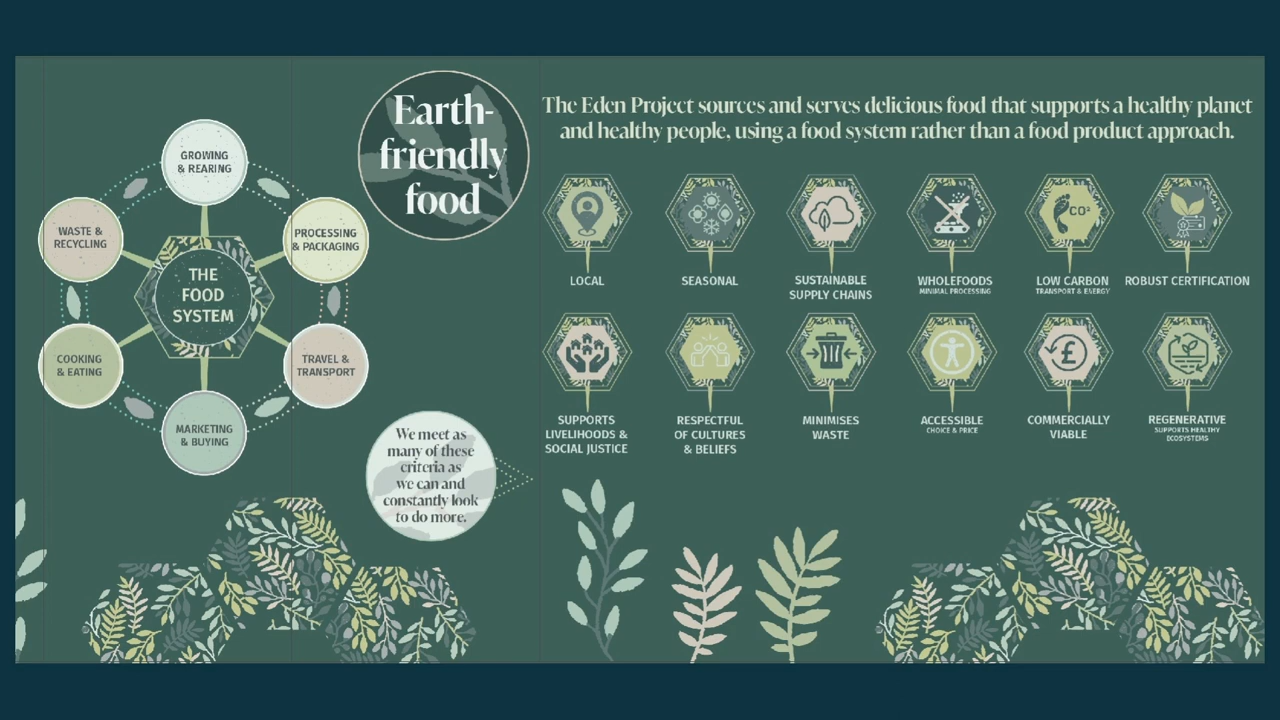 Earth-
friendly
food
The Eden Project sources and serves delicious food that supports a healthy planet
and healthy people, using a food system rather than a food product approach.
GROWING
& REARING
PROCESSING
& PACKAGING
TRAVEL &
TRANSPORT
MARKETING
& BUYING
COOKING
& EATING
WASTE &
RECYCLING
THE
FOOD
SYSTEM
We meet as
many of these
criteria as
we can and
constantly look
to do more.
LOCAL
SEASONAL
SUSTAINABLE
SUPPLY CHAINS
WHOLEFOODS
MINIMAL PROCESSING
CO²
LOW CARBON
TRANSPORT & ENERGY
ROBUST CERTIFICATION
SUPPORTS
LIVELIHOODS &
SOCIAL JUSTICE
RESPECTFUL
OF CULTURES
& BELIEFS
MINIMISES
WASTE
ACCESSIBLE
CHOICE & PRICE
£
COMMERCIALLY
VIABLE
REGENERATIVE
SUPPORTS HEALTHY
ECOSYSTEMS